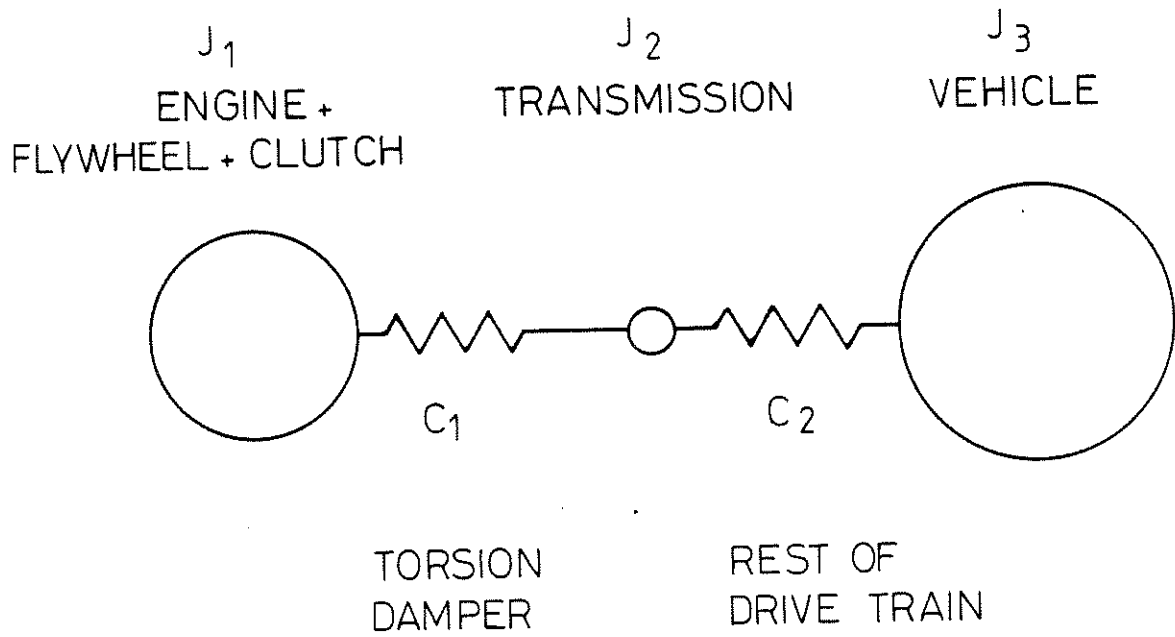 J1
ENGINE +
FLYWHEEL + CLUTCH
J2
TRANSMISSION
J3
VEHICLE
C1
C2
TORSION
DAMPER
REST OF
DRIVE TRAIN